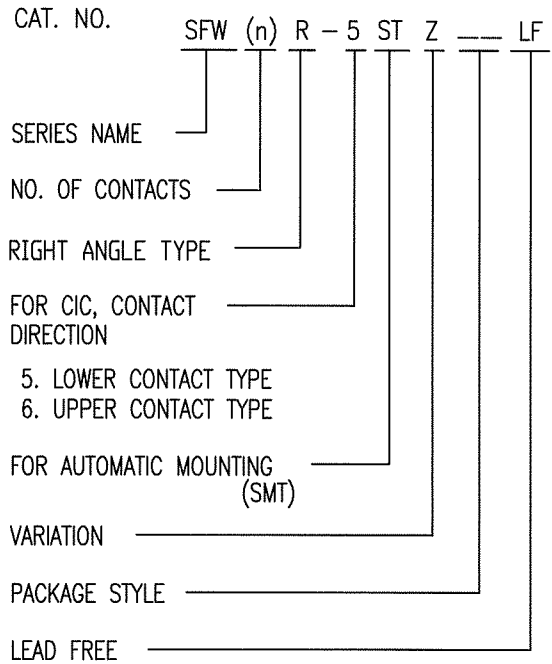 CAT. NO.
SFW (n) R - 5 ST Z __ LF
SERIES NAME
NO. OF CONTACTS
RIGHT ANGLE TYPE
FOR CIC, CONTACT
DIRECTION
5. LOWER CONTACT TYPE
6. UPPER CONTACT TYPE
FOR AUTOMATIC MOUNTING
(SMT)
VARIATION
PACKAGE STYLE
LEAD FREE